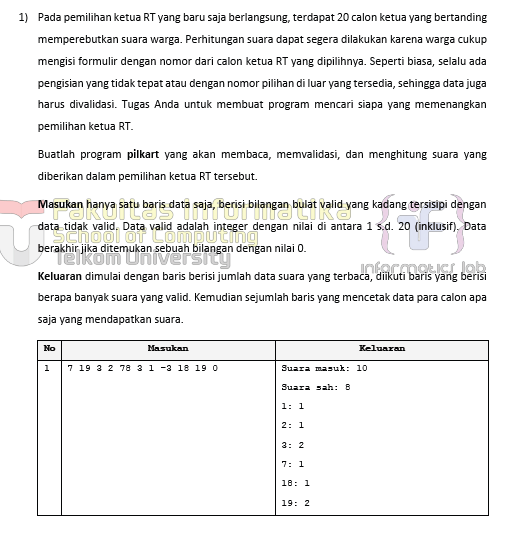 1) Pada pemilihan ketua RT yang baru saja berlangsung, terdapat 20 calon ketua yang bertanding
memperebutkan suara warga. Perhitungan suara dapat segera dilakukan karena warga cukup
mengisi formulir dengan nomor dari calon ketua RT yang dipilihnya. Seperti biasa, selalu ada
pengisian yang tidak tepat atau dengan nomor pilihan di luar yang tersedia, sehingga data juga
harus divalidasi. Tugas Anda untuk membuat program mencari siapa yang memenangkan
pemilihan ketua RT.
Buatlah program pilkart yang akan membaca, memvalidasi, dan menghitung suara yang
diberikan dalam pemilihan ketua RT tersebut.
Masukan hanya satu baris data saja, berisi bilangan bulat valid yang kadang tersisipi dengan
data tidak valid. Data valid adalah integer dengan nilai di antara 1 s.d. 20 (inklusif). Data
berakhir jika ditemukan sebuah bilangan dengan nilai 0.
Keluaran dimulai dengan baris berisi jumlah data suara yang terbaca, diikuti baris yang berisi
berapa banyak suara yang valid. Kemudian sejumlah baris yang mencetak data para calon apa
saja yang mendapatkan suara.
Fakultas Informatika
School of Computing
Telkom University
informatics lab
No Masukan Keluaran
1 7 19 3 2 78 3 1 -3 18 19 0 Suara masuk: 10
Suara sah: 8
1: 1
2: 1
3: 2
7: 1
18: 1
19: 2